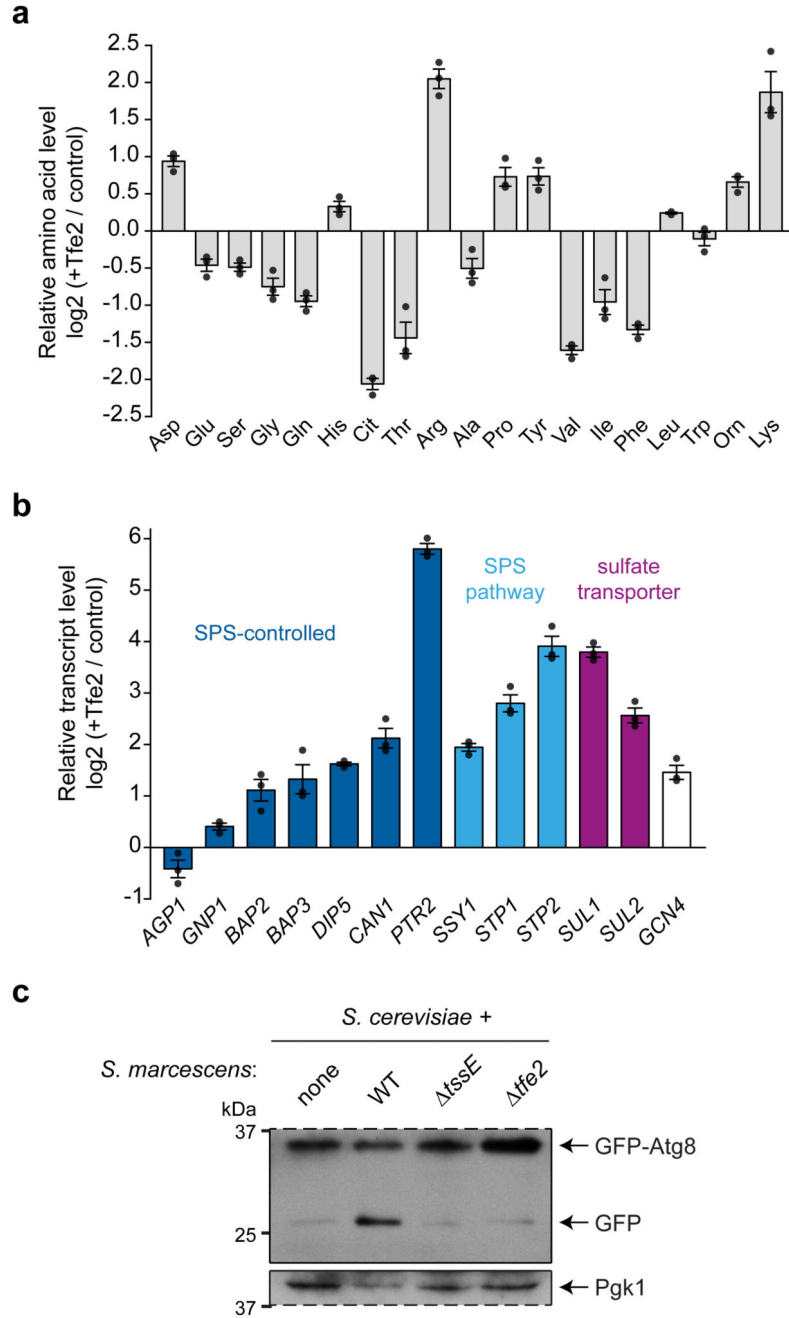 a
Relative amino acid level
log2 (+Tfe2 / control)
2.5
2.0
1.5
1.0
0.5
0.0
-0.5
-1.0
-1.5
-2.0
-2.5
Asp Glu Ser Gly Gln His Cit Thr Arg Ala Pro Tyr Val Ile Phe Leu Trp Orn Lys
b
Relative transcript level
log2 (+Tfe2 / control)
6
5
4
3
2
1
0
-1
SPS-controlled
SPS
pathway
sulfate
transporter
AGP1 GNP1 BAP2 BAP3 DIP5 CAN1 PTR2 SSY1 STP1 STP2 SUL1 SUL2 GCN4
c
S. cerevisiae +
S. marcescens: none WT ΔtssE Δtfe2
kDa
37
GFP-Atg8
GFP
25
Pgk1
37